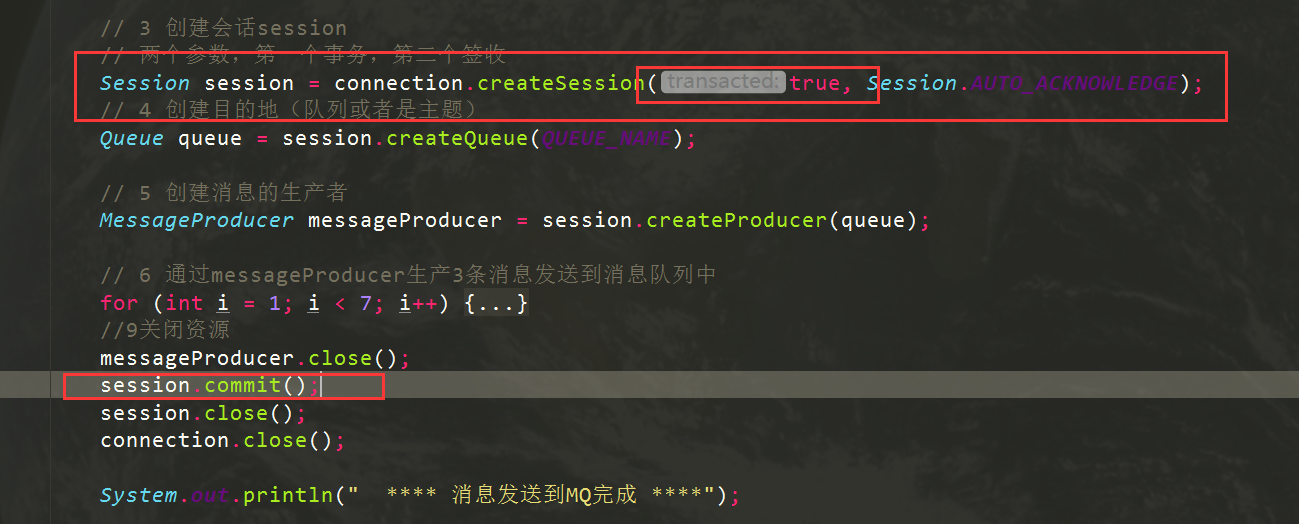 // 3 创建会话session
// 两个参数，第一个事务，第二个签收
Session session = connection.createSession( transacted: true, Session.AUTO_ACKNOWLEDGE);
// 4 创建目的地（队列或者是主题）
Queue queue = session.createQueue(QUEUE_NAME);
// 5 创建消息的生产者
MessageProducer messageProducer = session.createProducer(queue);
// 6 通过messageProducer生产3条消息发送到消息队列中
for (int i = 1; i < 7; i++) {...}
//9关闭资源
messageProducer.close();
session.commit();
session.close();
connection.close();
System.out.println("  **** 消息发送到MQ完成 ****");